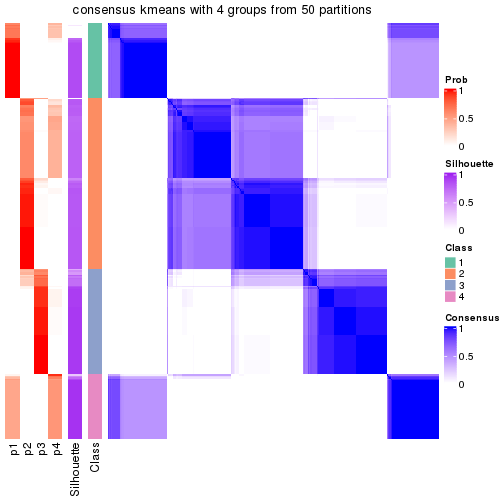 consensus kmeans with 4 groups from 50 partitions
Prob
1
0.5
0
Silhouette
1
0.5
0
Class
1
2
3
4
Consensus
1
0.5
0
p1
p2
p3
p4
Silhouette
Class